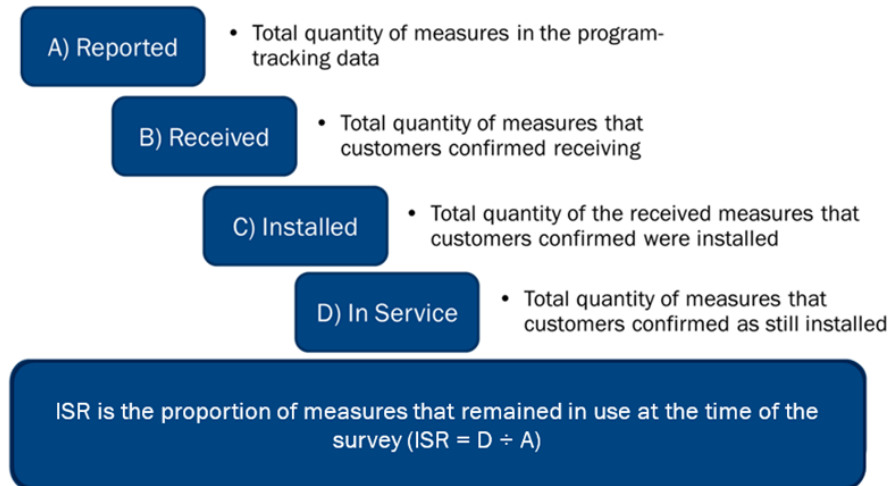 A) Reported
• Total quantity of measures in the program-
tracking data
B) Received
• Total quantity of measures that
customers confirmed receiving
C) Installed
• Total quantity of the received measures that
customers confirmed were installed
D) In Service
• Total quantity of measures that
customers confirmed as still installed
ISR is the proportion of measures that remained in use at the time of the
survey (ISR = D ÷ A)